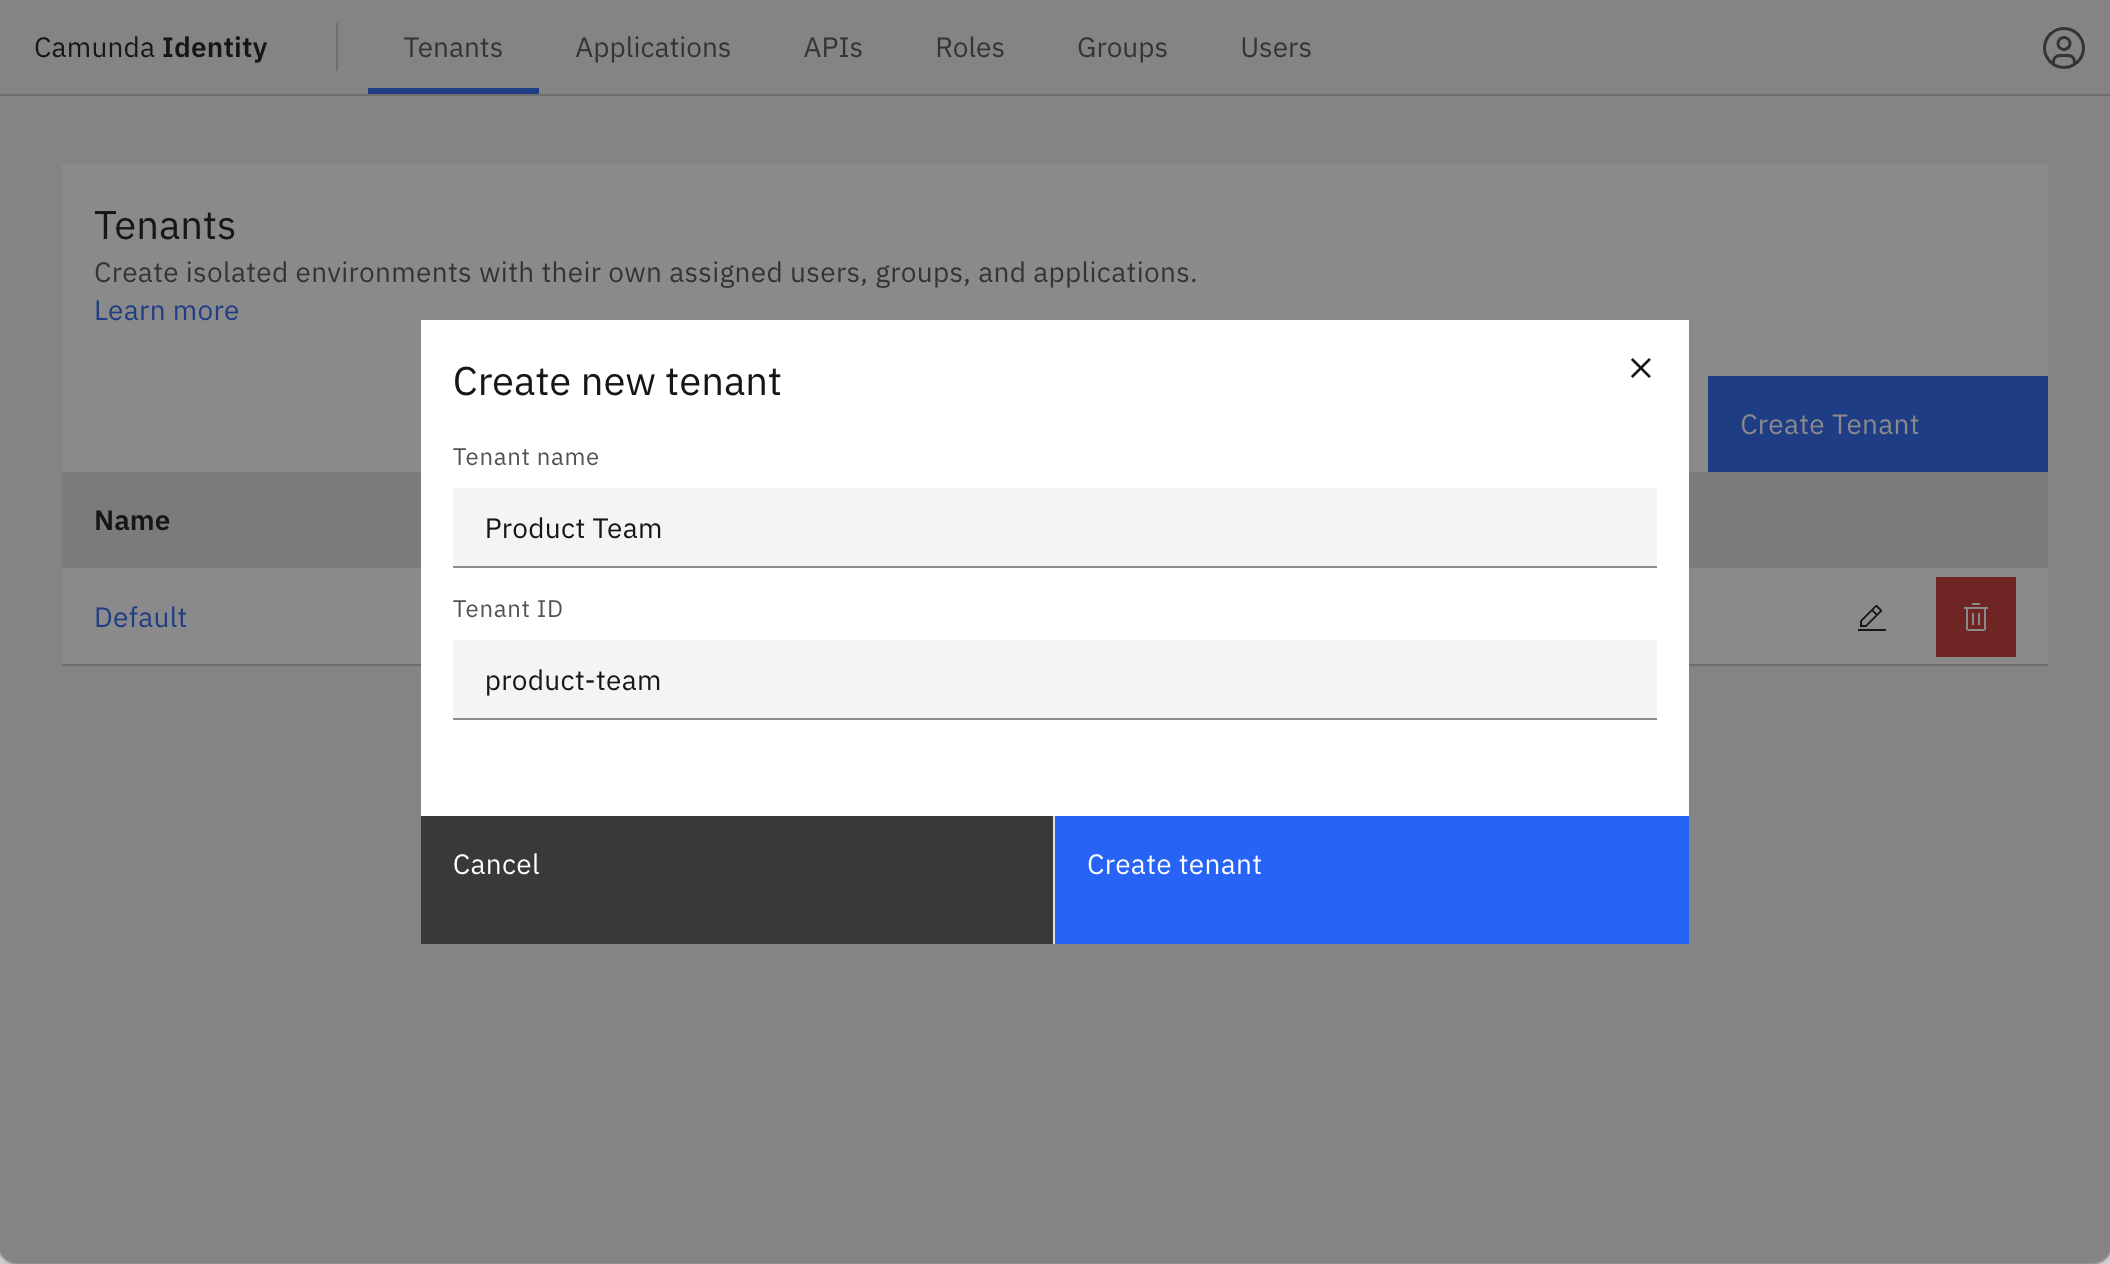 Camunda Identity Tenants Applications APIs Roles Groups Users
Tenants
Create isolated environments with their own assigned users, groups, and applications.
Learn more
Create Tenant
Name
Default
Create new tenant
Tenant name
Product Team
Tenant ID
product-team
Cancel Create tenant